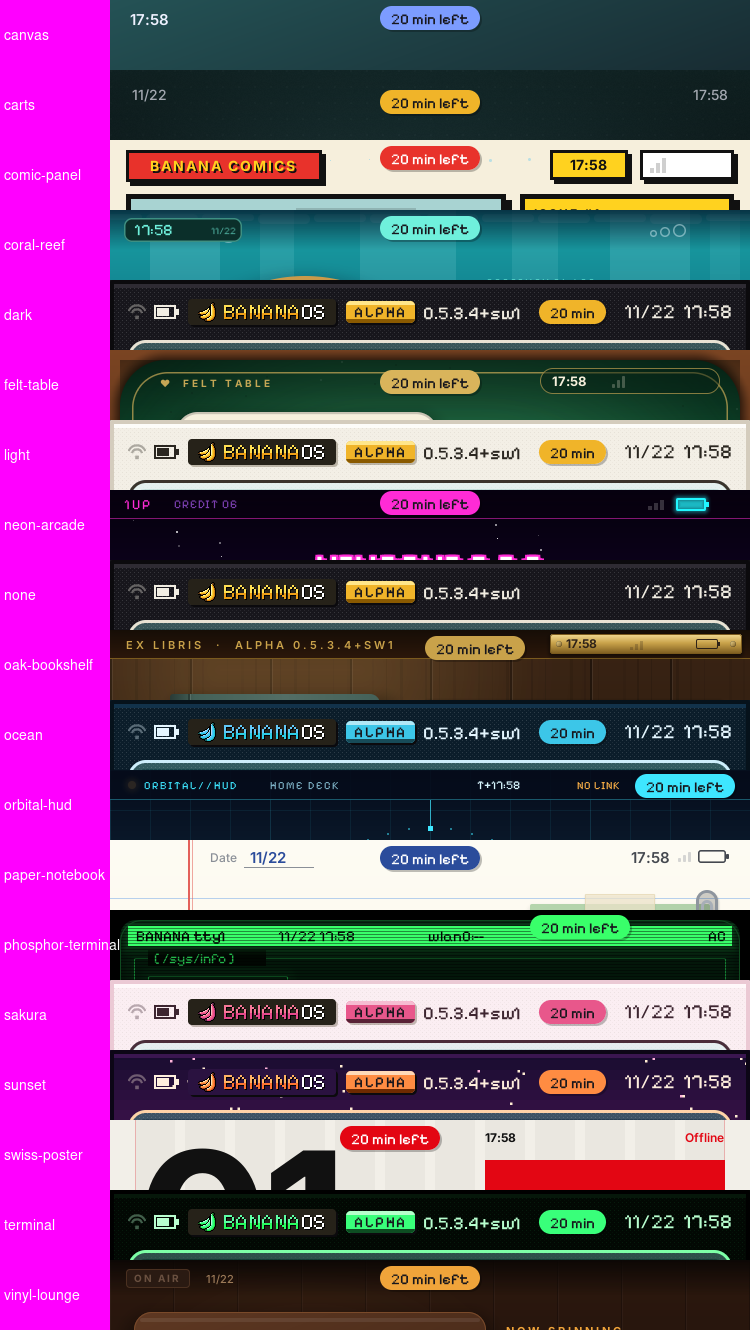 canvas
17:58
20 min left
carts
11/22
20 min left
17:58
comic-panel
BANANA COMICS
20 min left
17:58
coral-reef
17:58
11/22
20 min left
dark
BANANAOS
ALPHA
0.5.3.4+sw1
20 min
11/22 17:58
felt-table
FELT TABLE
20 min left
17:58
light
BANANAOS
ALPHA
0.5.3.4+sw1
20 min
11/22 17:58
neon-arcade
1UP
CREDIT 06
20 min left
none
BANANAOS
ALPHA
0.5.3.4+sw1
11/22 17:58
oak-bookshelf
EX LIBRIS · ALPHA 0.5.3.4+SW1
20 min left
17:58
ocean
BANANAOS
ALPHA
0.5.3.4+sw1
20 min
11/22 17:58
orbital-hud
ORBITAL//HUD
HOME DECK
T+17:58
NO LINK
20 min left
paper-notebook
Date
11/22
20 min left
17:58
phosphor-terminal
BANANA tty1
11/22 17:58
wlan0:--
20 min left
AC
[/sys/info]
sakura
BANANAOS
ALPHA
0.5.3.4+sw1
20 min
11/22 17:58
sunset
BANANAOS
ALPHA
0.5.3.4+sw1
20 min
11/22 17:58
swiss-poster
01
20 min left
17:58
Offline
terminal
BANANAOS
ALPHA
0.5.3.4+sw1
20 min
11/22 17:58
vinyl-lounge
ON AIR
11/22
20 min left
NOW SPINNING